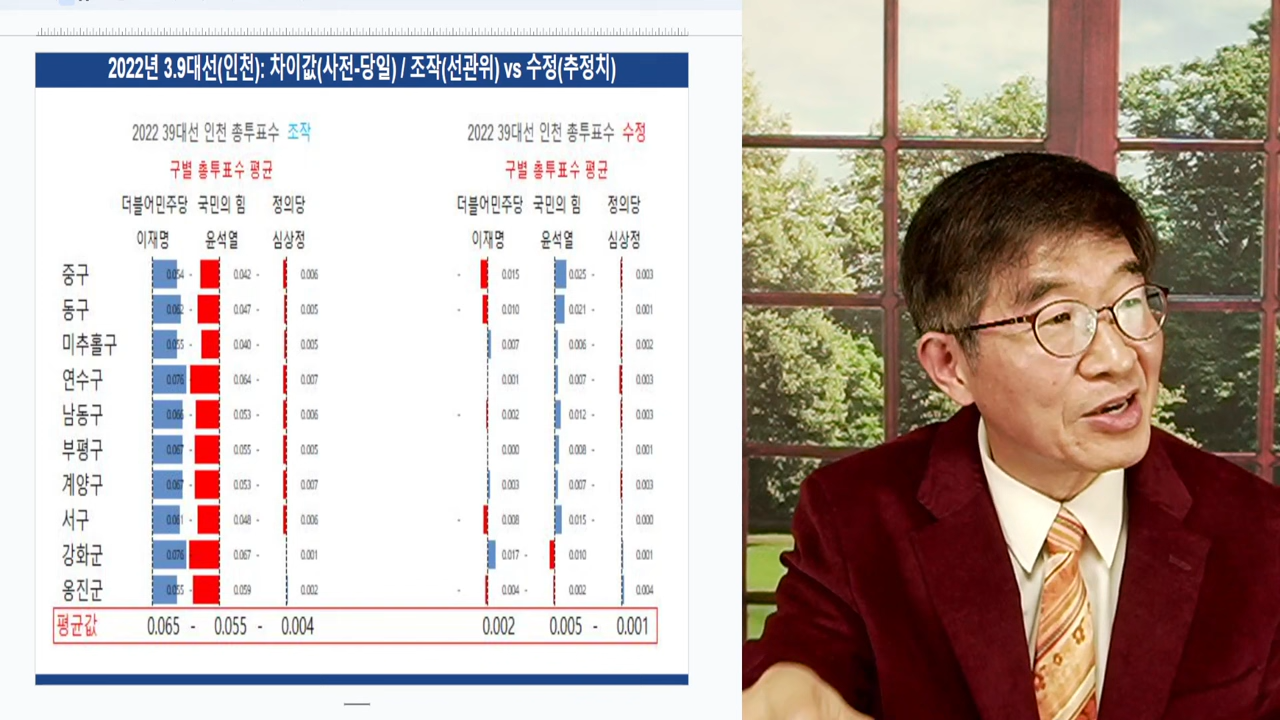 2022년 3.9대선(인천): 차이값(사전-당일) / 조작(선관위) vs 수정(추정치)
2022 39대선 인천 총투표수 조작
2022 39대선 인천 총투표수 수정
구별 총투표수 평균
구별 총투표수 평균
더불어민주당 국민의 힘 정의당
더불어민주당 국민의 힘 정의당
이재명 윤석열 심상정
이재명 윤석열 심상정
중구 0.054 - 0.042 - 0.006 - 0.015 0.025 - 0.003
동구 0.062 - 0.047 - 0.005 - 0.010 0.021 - 0.001
미추홀구 0.055 - 0.040 - 0.005 0.007 0.006 - 0.002
연수구 0.076 - 0.064 - 0.007 0.001 0.007 - 0.003
남동구 0.066 - 0.053 - 0.006 - 0.002 0.012 - 0.003
부평구 0.067 - 0.055 - 0.005 0.000 0.008 - 0.001
계양구 0.067 - 0.053 - 0.007 0.003 0.007 - 0.003
서구 0.061 - 0.048 - 0.006 - 0.008 0.015 - 0.000
강화군 0.076 - 0.067 - 0.001 0.017 - 0.010 0.001
옹진군 0.055 - 0.059 0.002 - 0.004 - 0.002 0.004
평균값 0.065 - 0.055 - 0.004 0.002 0.005 - 0.001